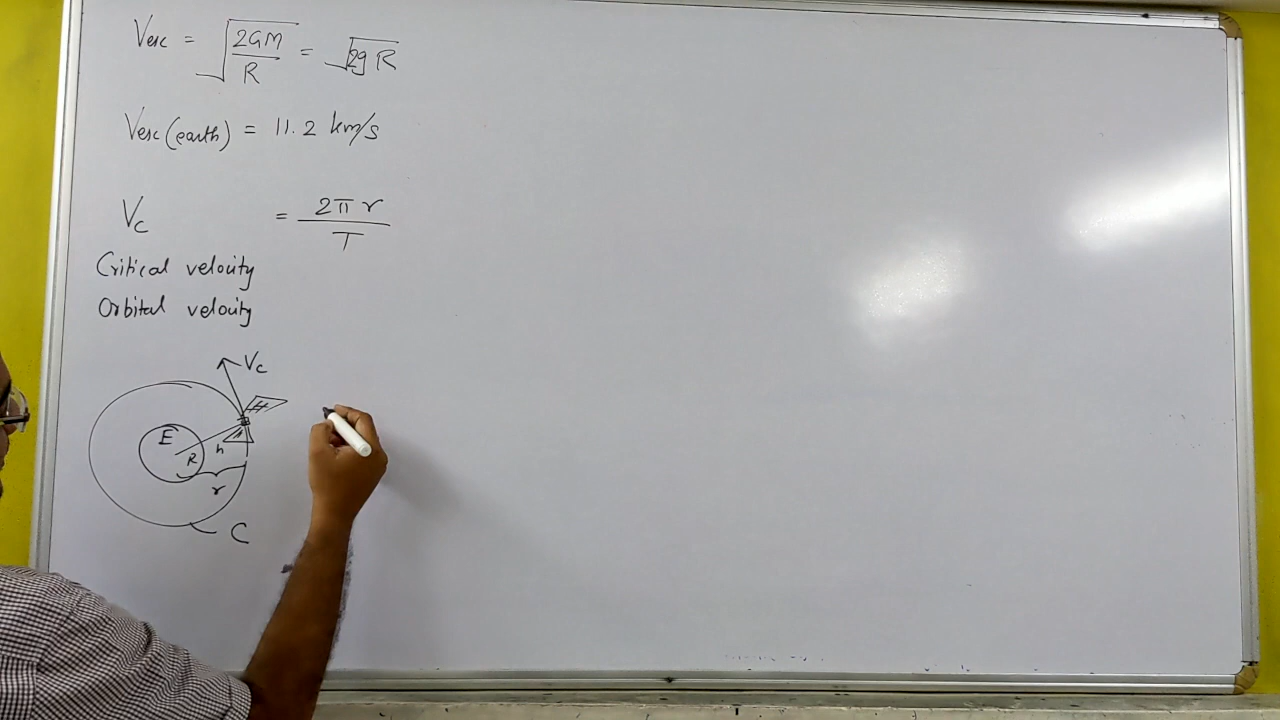 Vesc = √(2GM/R) = √(2gR)
Vesc (earth) = 11.2 km/s
Vc = 2πr/T
Critical velocity
Orbital velocity
Vc
E
R
h
r
C